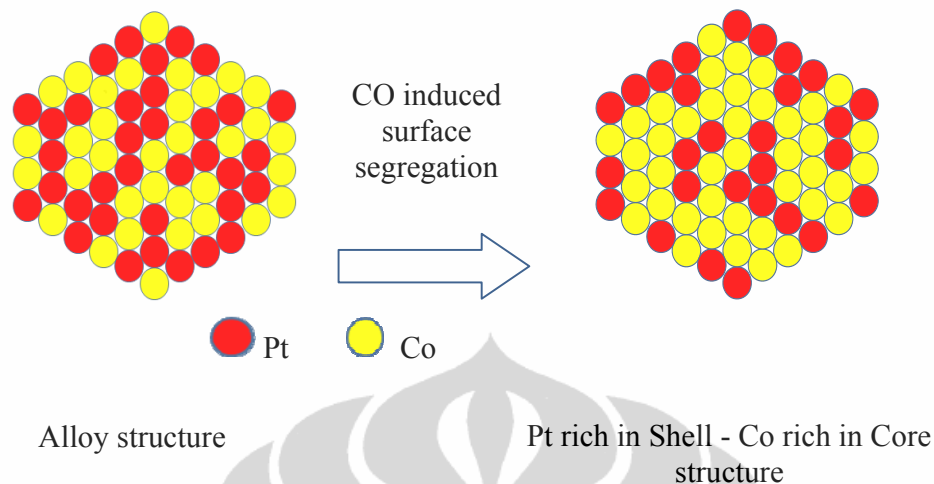 CO induced
surface
segregation
Pt
Co
Alloy structure
Pt rich in Shell - Co rich in Core
structure